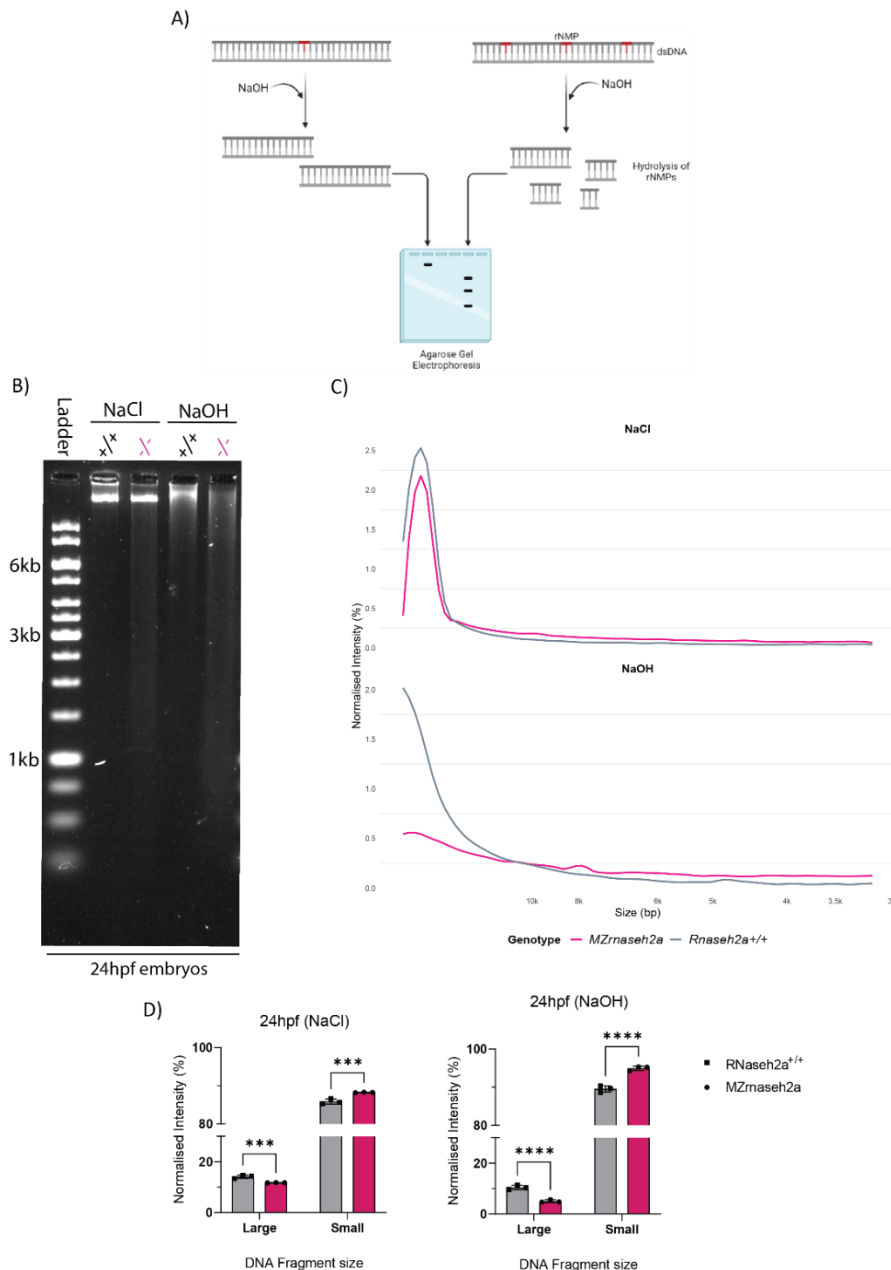 A)
rNMP
dsDNA
NaOH
NaOH
Hydrolysis of
rNMPs
Agarose Gel
Electrophoresis
B)
Ladder
NaCl
NaOH
+/+
-/-
+/+
-/-
6kb
3kb
1kb
24hpf embryos
C)
NaCl
2.5
2.0
1.5
1.0
0.5
0.0
Normalised Intensity (%)
NaOH
2.0
1.5
1.0
0.5
0.0
10k
8k
6k
5k
4k
3.5k
Size (bp)
Genotype
MZrnaseh2a
Rnaseh2a+/+
D)
24hpf (NaCl)
***
***
100
80
20
10
0
Normalised Intensity (%)
Large
Small
DNA Fragment size
24hpf (NaOH)
****
****
100
80
20
10
0
Normalised Intensity (%)
Large
Small
DNA Fragment size
RNaseh2a+/+
MZrnaseh2a